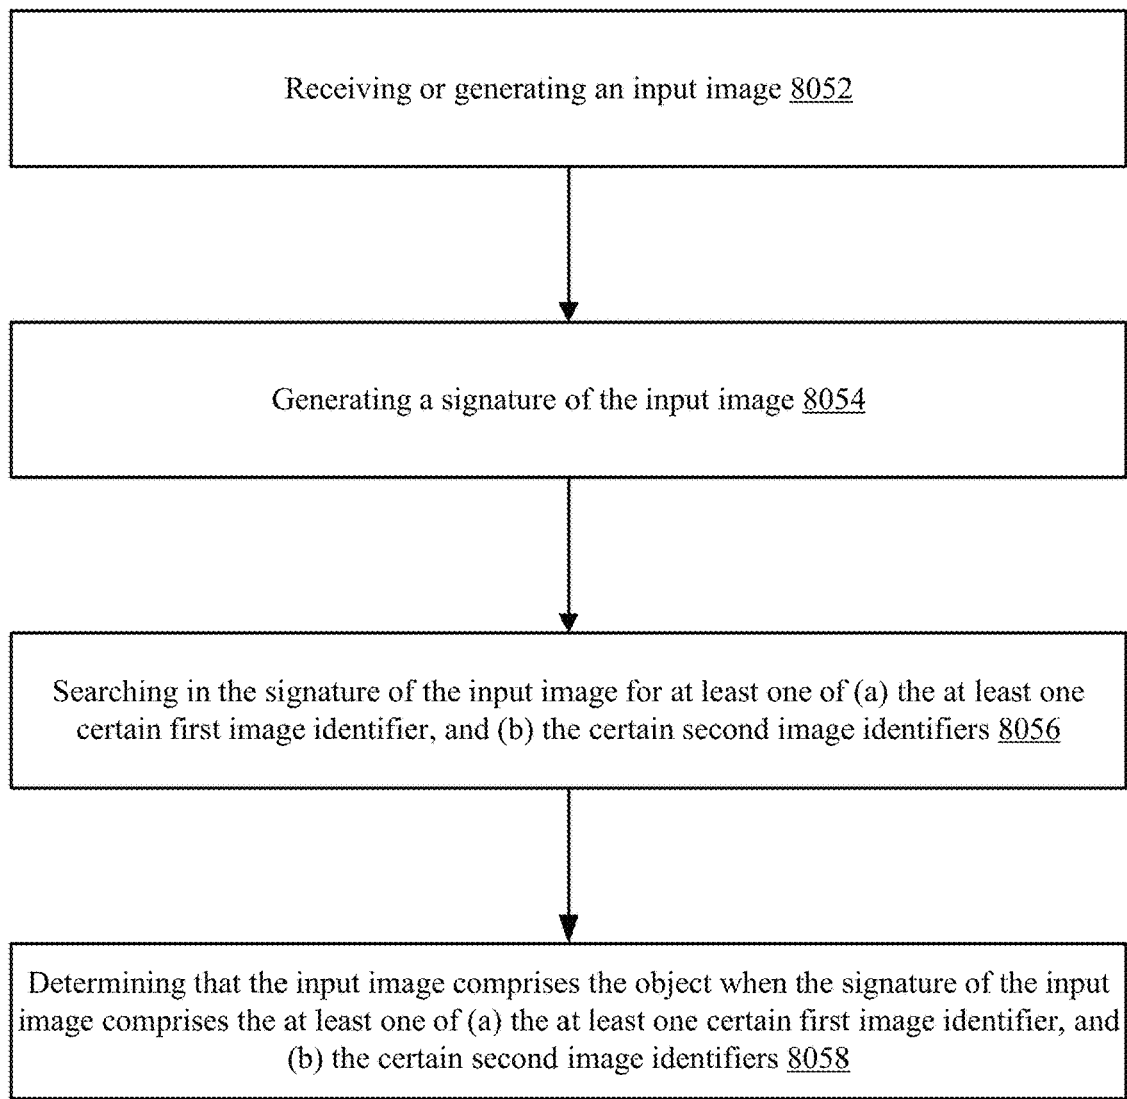 Receiving or generating an input image 8052
Generating a signature of the input image 8054
Searching in the signature of the input image for at least one of (a) the at least one
certain first image identifier, and (b) the certain second image identifiers 8056
Determining that the input image comprises the object when the signature of the input
image comprises the at least one of (a) the at least one certain first image identifier, and
(b) the certain second image identifiers 8058